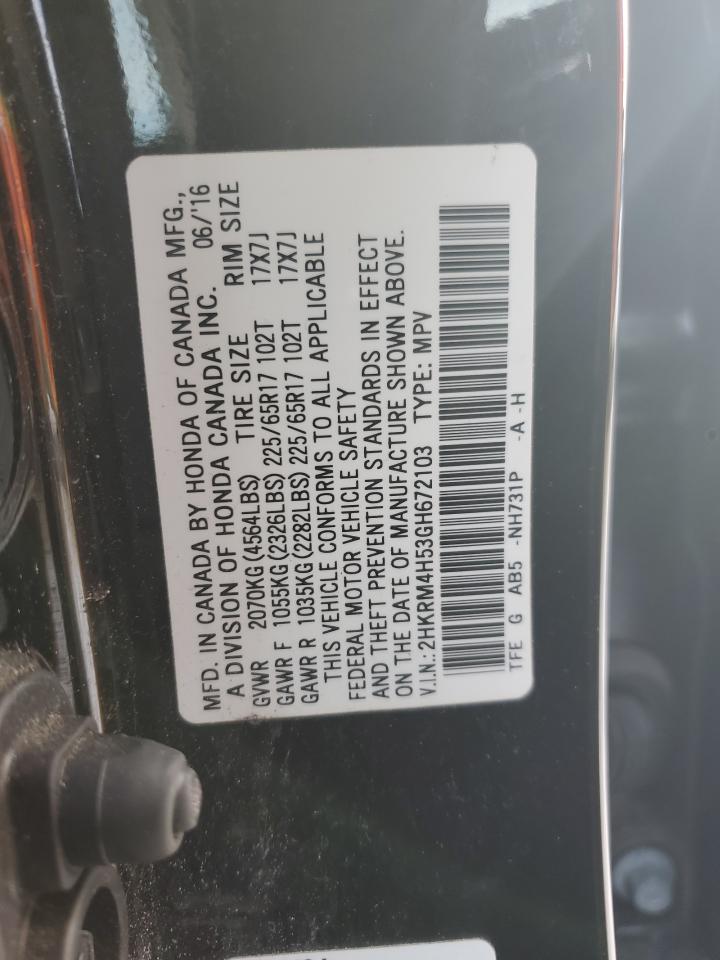 MFD. IN CANADA BY HONDA OF CANADA MFG.,
A DIVISION OF HONDA CANADA INC. 06/'16
GVWR 2070KG(4564LBS) TIRE SIZE RIM SIZE
GAWR F 1055KG(2326LBS) 225/65R17 102T 17X7J
GAWR R 1035KG(2282LBS) 225/65R17 102T 17X7J
THIS VEHICLE CONFORMS TO ALL APPLICABLE
FEDERAL MOTOR VEHICLE SAFETY
AND THEFT PREVENTION STANDARDS IN EFFECT
ON THE DATE OF MANUFACTURE SHOWN ABOVE.
V.I.N.: 2HKRM4H53GH672103 TYPE: MPV
TFE G AB5 -NH731P -A -H